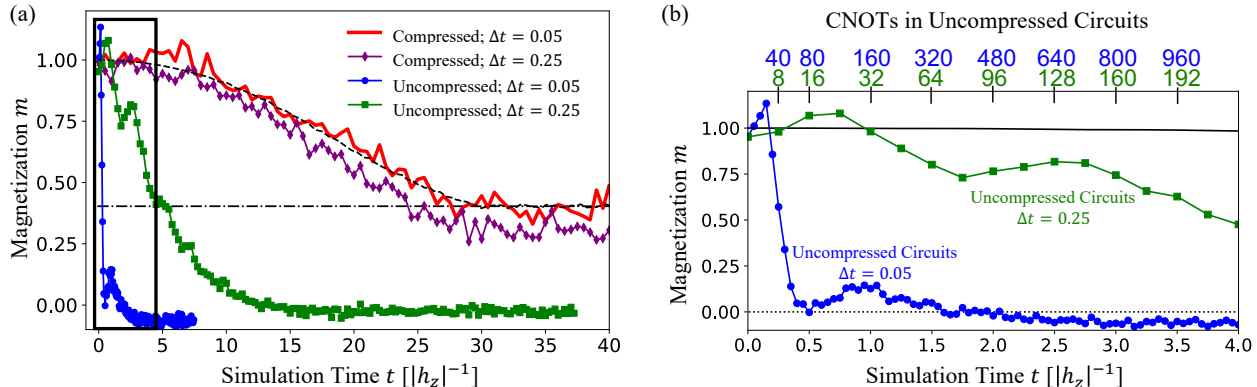 (a)
Compressed; Δt = 0.05
Compressed; Δt = 0.25
Uncompressed; Δt = 0.05
Uncompressed; Δt = 0.25
Magnetization m
1.00
0.75
0.50
0.25
0.00
0 5 10 15 20 25 30 35 40
Simulation Time t [|h_z|⁻¹]
(b)
CNOTs in Uncompressed Circuits
40 80 160 320 480 640 800 960
8 16 32 64 96 128 160 192
Magnetization m
1.00
0.75
0.50
0.25
0.00
Uncompressed Circuits
Δt = 0.25
Uncompressed Circuits
Δt = 0.05
0.0 0.5 1.0 1.5 2.0 2.5 3.0 3.5 4.0
Simulation Time t [|h_z|⁻¹]